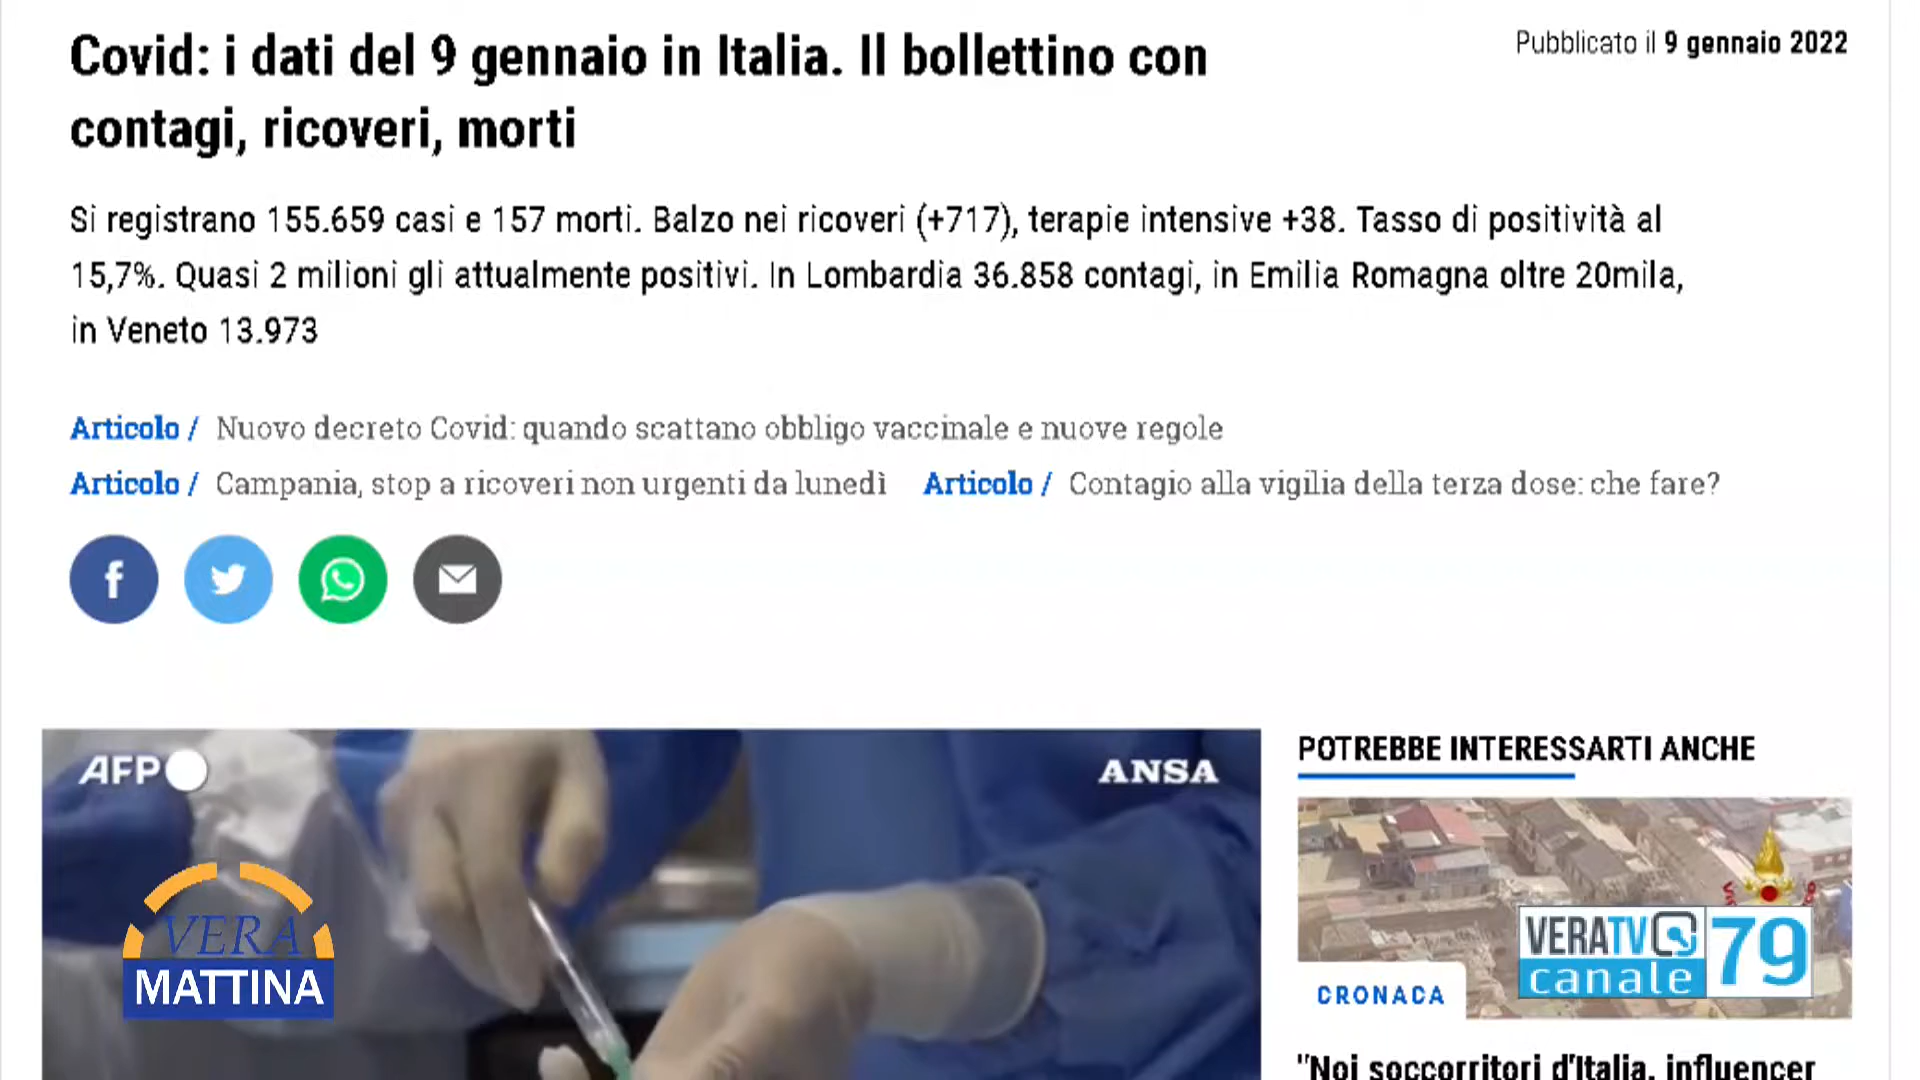 Covid: i dati del 9 gennaio in Italia. Il bollettino con
contagi, ricoveri, morti
Pubblicato il 9 gennaio 2022
Si registrano 155.659 casi e 157 morti. Balzo nei ricoveri (+717), terapie intensive +38. Tasso di positività al
15,7%. Quasi 2 milioni gli attualmente positivi. In Lombardia 36.858 contagi, in Emilia Romagna oltre 20mila,
in Veneto 13.973
Articolo / Nuovo decreto Covid: quando scattano obbligo vaccinale e nuove regole
Articolo / Campania, stop a ricoveri non urgenti da lunedì Articolo / Contagio alla vigilia della terza dose: che fare?
AFP
ANSA
VERA
MATTINA
POTREBBE INTERESSARTI ANCHE
CRONACA
VERATV
canale 79
"Noi soccorritori d'Italia, influencer